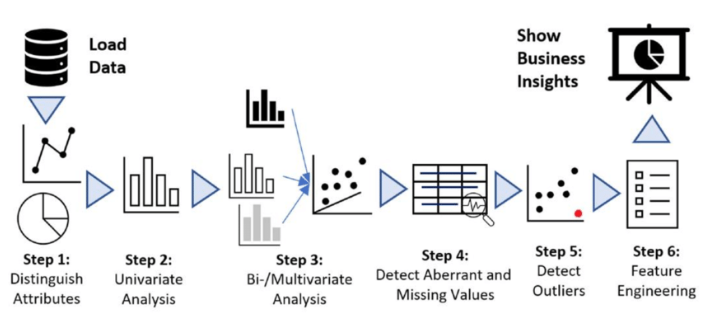 Load
Data
Show
Business
Insights
Step 1:
Distinguish
Attributes
Step 2:
Univariate
Analysis
Step 3:
Bi-/Multivariate
Analysis
Step 4:
Detect Aberrant and
Missing Values
Step 5:
Detect
Outliers
Step 6:
Feature
Engineering